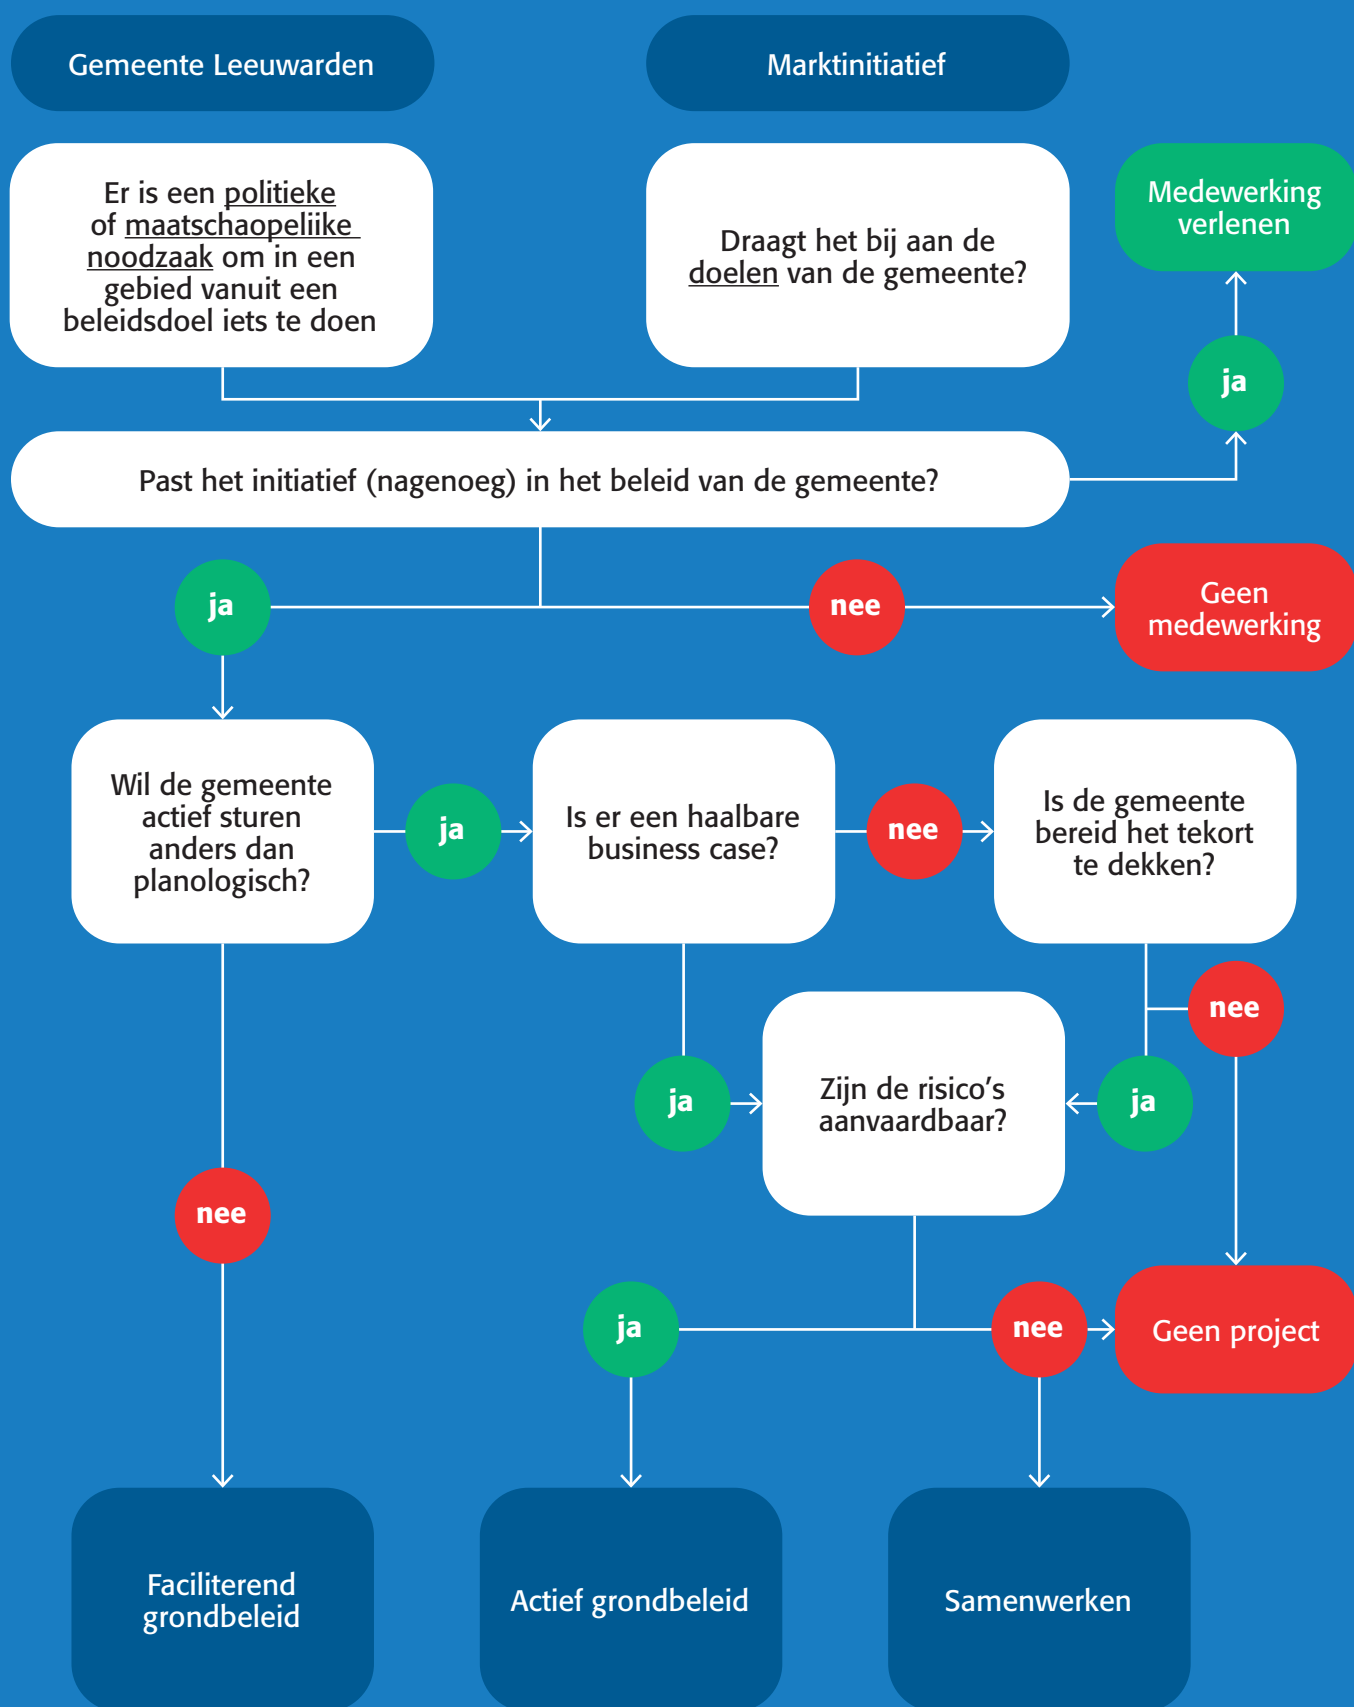 Gemeente Leeuwarden
Marktinitiatief
Er is een politieke
of maatschaopeliike
noodzaak om in een
gebied vanuit een
beleidsdoel iets te doen
Draagt het bij aan de
doelen van de gemeente?
Medewerking
verlenen
ja
Past het initiatief (nagenoeg) in het beleid van de gemeente?
ja
nee
Geen
medewerking
Wil de gemeente
actief sturen
anders dan
planologisch?
ja
Is er een haalbare
business case?
nee
Is de gemeente
bereid het tekort
te dekken?
nee
ja
Zijn de risico's
aanvaardbaar?
ja
nee
ja
nee
Geen project
Faciliterend
grondbeleid
Actief grondbeleid
Samenwerken